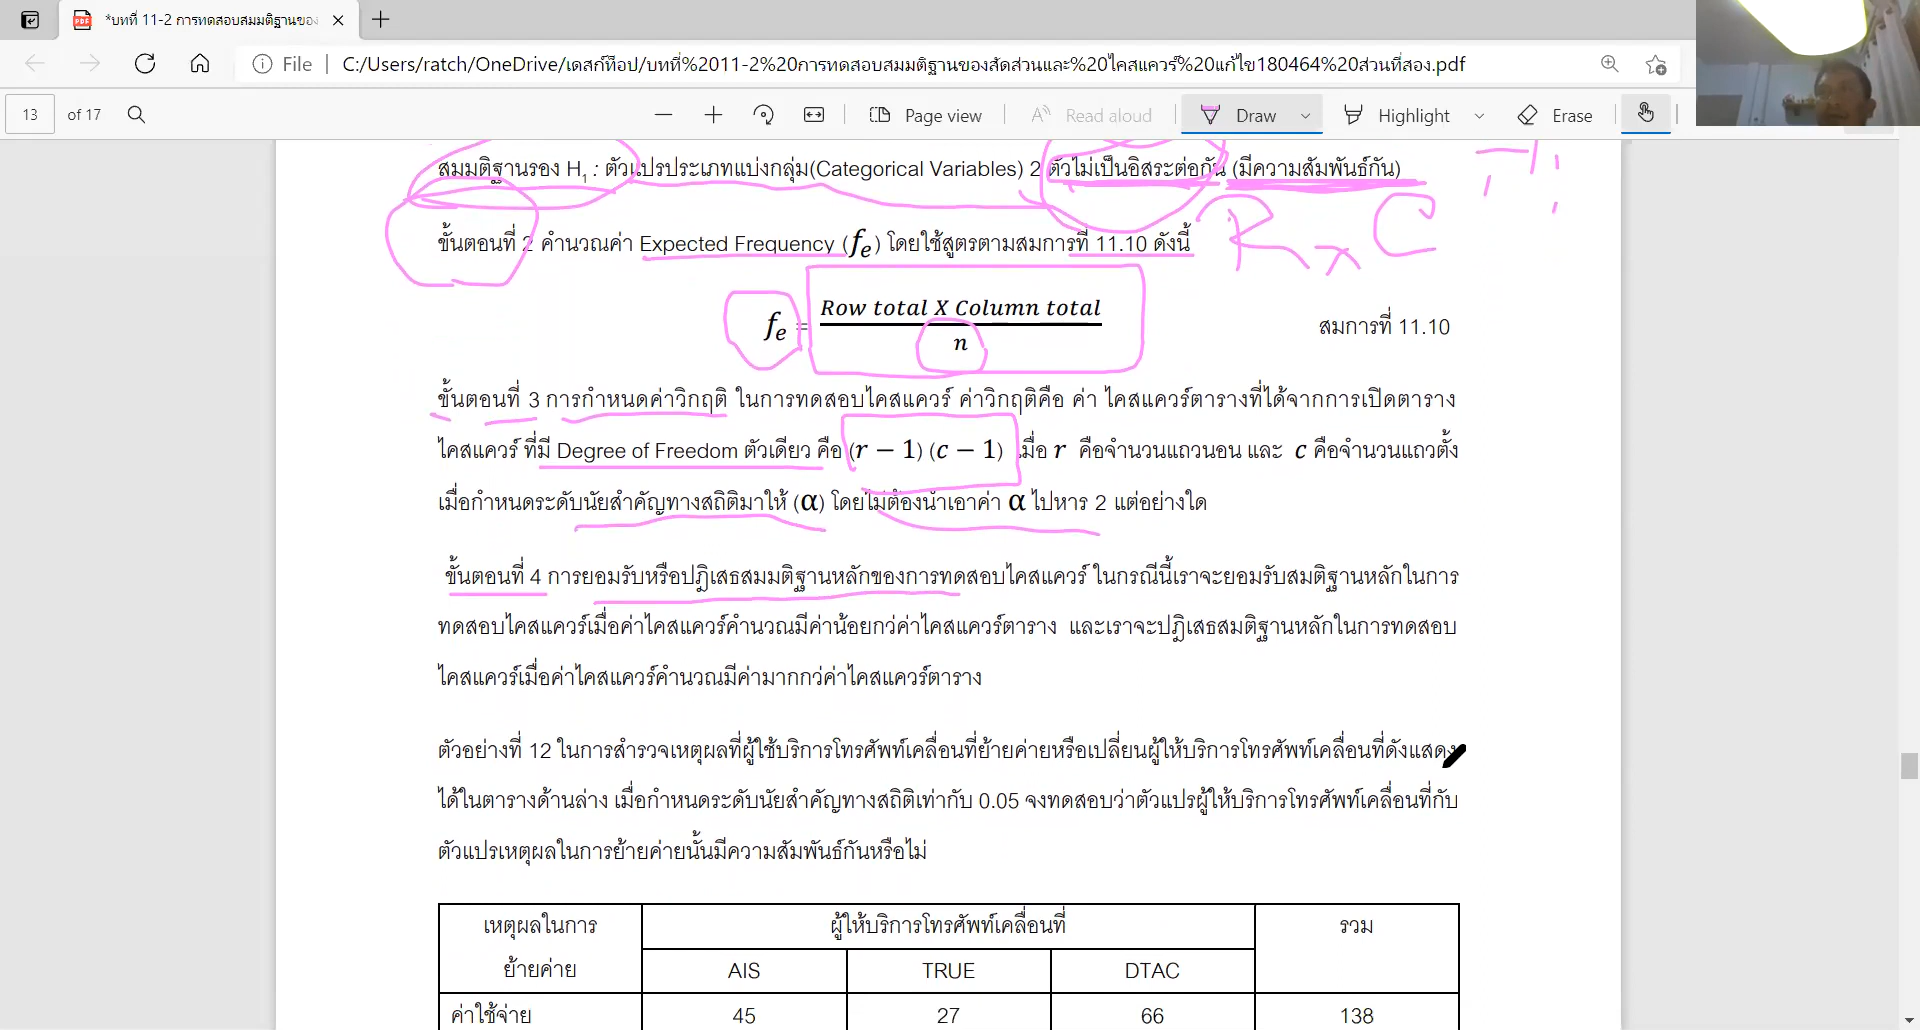 *บทที่ 11-2 การทดสอบสมมติฐานของ
File C:/Users/ratch/OneDrive/เดสก์ท็อป/บทที่%2011-2%20การทดสอบสมมติฐานของสัดส่วนและ%20ไคสแควร์%20แก้ไข180464%20ส่วนที่สอง.pdf
13 of 17 Page view Read aloud Draw Highlight Erase
สมมติฐานรอง H1 : ตัวแปรประเภทแบ่งกลุ่ม(Categorical Variables) 2 ตัวไม่เป็นอิสระต่อกัน (มีความสัมพันธ์กัน)
R x C
ขั้นตอนที่ 2 คำนวณค่า Expected Frequency (fe) โดยใช้สูตรตามสมการที่ 11.10 ดังนี้
fe = Row total X Column total / n สมการที่ 11.10
ขั้นตอนที่ 3 การกำหนดค่าวิกฤติ ในการทดสอบไคสแควร์ ค่าวิกฤติคือ ค่า ไคสแควร์ตารางที่ได้จากการเปิดตาราง
ไคสแควร์ ที่มี Degree of Freedom ตัวเดียว คือ (r − 1) (c − 1) เมื่อ r คือจำนวนแถวนอน และ c คือจำนวนแถวตั้ง
เมื่อกำหนดระดับนัยสำคัญทางสถิติมาให้ (α) โดยไม่ต้องนำเอาค่า α ไปหาร 2 แต่อย่างใด
ขั้นตอนที่ 4 การยอมรับหรือปฏิเสธสมมติฐานหลักของการทดสอบไคสแควร์ ในกรณีนี้เราจะยอมรับสมติฐานหลักในการ
ทดสอบไคสแควร์เมื่อค่าไคสแควร์คำนวณมีค่าน้อยกว่ค่าไคสแควร์ตาราง และเราจะปฏิเสธสมติฐานหลักในการทดสอบ
ไคสแควร์เมื่อค่าไคสแควร์คำนวณมีค่ามากกว่ค่าไคสแควร์ตาราง
ตัวอย่างที่ 12 ในการสำรวจเหตุผลที่ผู้ใช้บริการโทรศัพท์เคลื่อนที่ย้ายค่ายหรือเปลี่ยนผู้ให้บริการโทรศัพท์เคลื่อนที่ดังแสดง
ได้ในตารางด้านล่าง เมื่อกำหนดระดับนัยสำคัญทางสถิติเท่ากับ 0.05 จงทดสอบว่าตัวแปรผู้ให้บริการโทรศัพท์เคลื่อนที่กับ
ตัวแปรเหตุผลในการย้ายค่ายนั้นมีความสัมพันธ์กันหรือไม่
เหตุผลในการ ผู้ให้บริการโทรศัพท์เคลื่อนที่ รวม
ย้ายค่าย AIS TRUE DTAC
ค่าใช้จ่าย 45 27 66 138